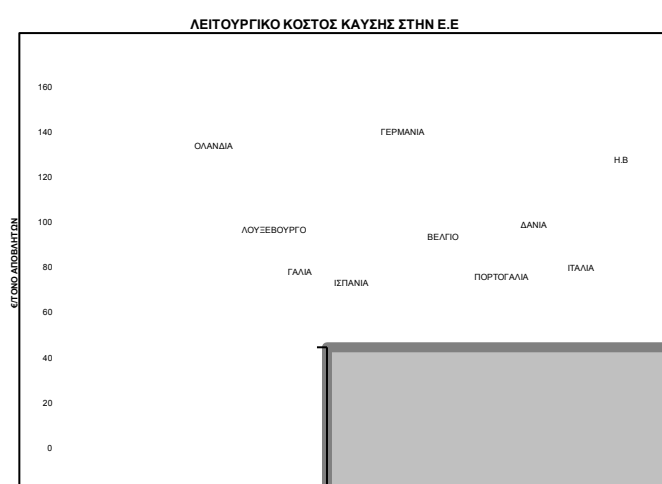 ΛΕΙΤΟΥΡΓΙΚΟ ΚΟΣΤΟΣ ΚΑΥΣΗΣ ΣΤΗΝ Ε.Ε
€/ΤΟΝΟ ΑΠΟΒΛΗΤΩΝ
160
140
120
100
80
60
40
20
0
ΟΛΑΝΔΙΑ
ΛΟΥΞΕΒΟΥΡΓΟ
ΓΑΛΙΑ
ΙΣΠΑΝΙΑ
ΓΕΡΜΑΝΙΑ
ΒΕΛΓΙΟ
ΠΟΡΤΟΓΑΛΙΑ
ΔΑΝΙΑ
ΙΤΑΛΙΑ
Η.Β